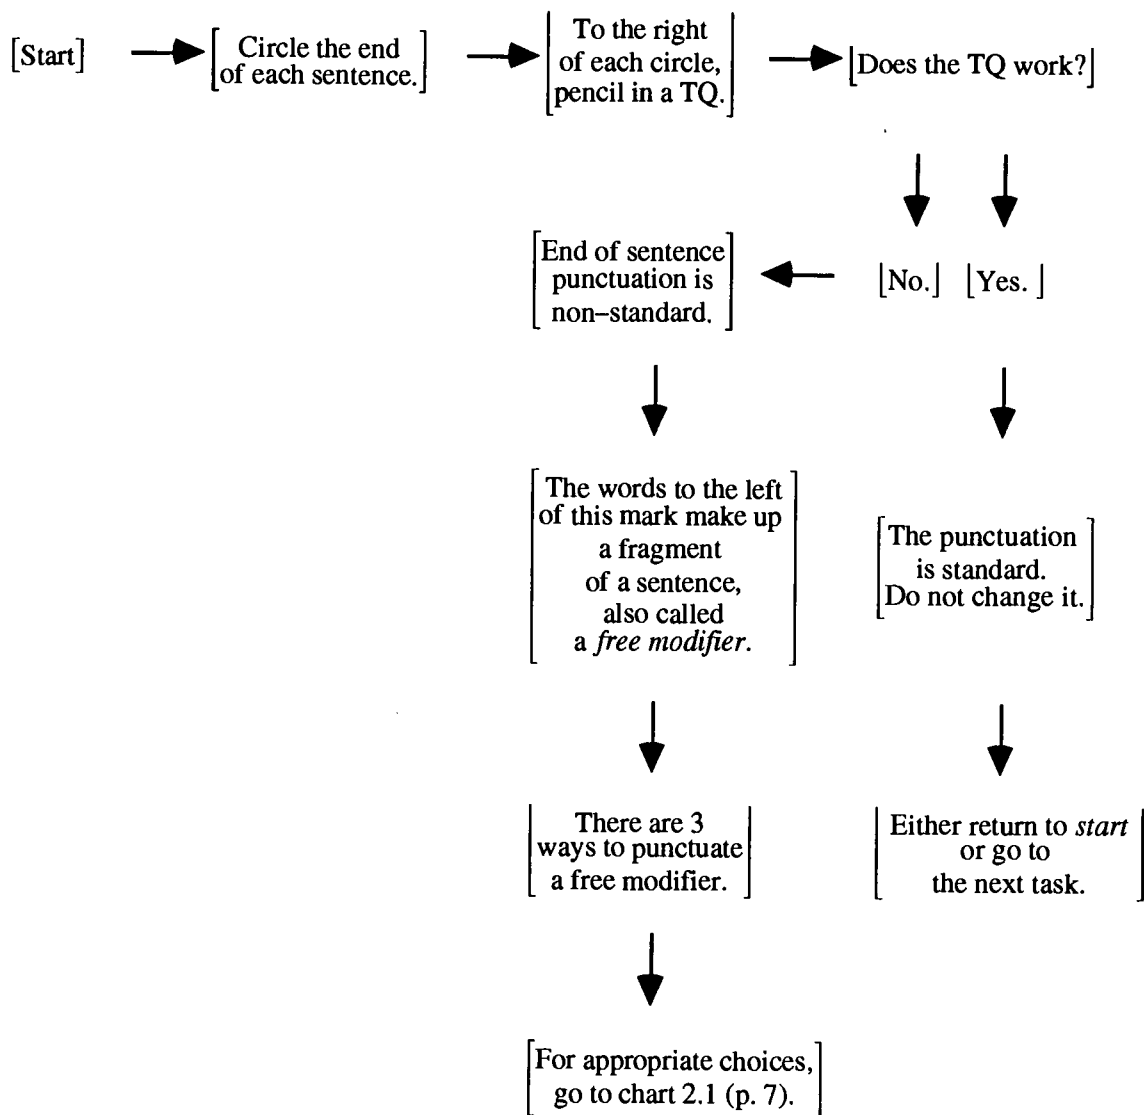 [Start]
Circle the end
of each sentence.
To the right
of each circle,
pencil in a TQ.
Does the TQ work?
[No.]
[Yes.]
End of sentence
punctuation is
non–standard.
The words to the left
of this mark make up
a fragment
of a sentence,
also called
a free modifier.
The punctuation
is standard.
Do not change it.
There are 3
ways to punctuate
a free modifier.
Either return to start
or go to
the next task.
For appropriate choices,
go to chart 2.1 (p. 7).